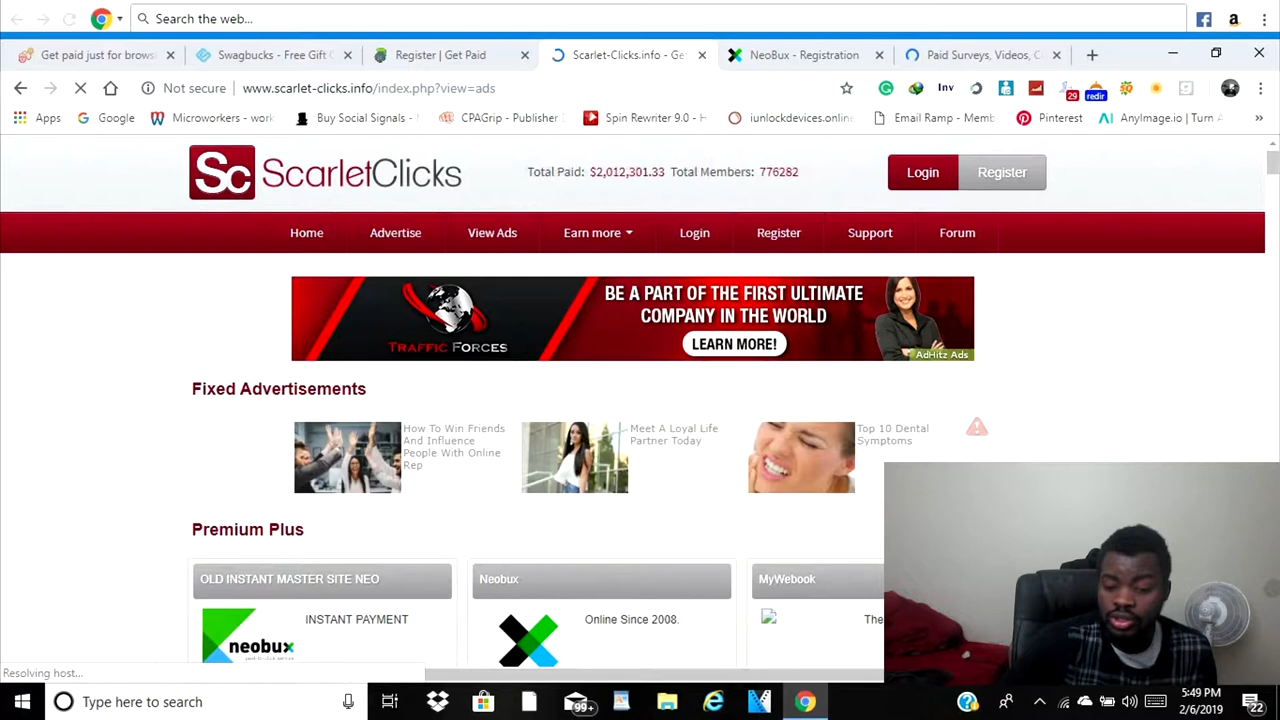 Search the web...
Get paid just for brows
Swagbucks - Free Gift C
Register | Get Paid
Scarlet-Clicks.info - Ge
NeoBux - Registration
Paid Surveys, Videos, C
Not secure www.scarlet-clicks.info/index.php?view=ads
Inv
29
redir
Apps
Google
Microworkers - work
Buy Social Signals -
CPAGrip - Publisher
Spin Rewriter 9.0 - H
iunlockdevices.online
Email Ramp - Memb
Pinterest
AnyImage.io | Turn A
Sc ScarletClicks
Total Paid: $2,012,301.33 Total Members: 776282
Login
Register
Home
Advertise
View Ads
Earn more
Login
Register
Support
Forum
TRAFFIC FORCES
BE A PART OF THE FIRST ULTIMATE
COMPANY IN THE WORLD
LEARN MORE!
AdHitz Ads
Fixed Advertisements
How To Win Friends
And Influence
People With Online
Rep
Meet A Loyal Life
Partner Today
Top 10 Dental
Symptoms
Premium Plus
OLD INSTANT MASTER SITE NEO
INSTANT PAYMENT
neobux
Neobux
Online Since 2008.
MyWebook
The
Resolving host...
Type here to search
99+
5:49 PM
2/6/2019
22